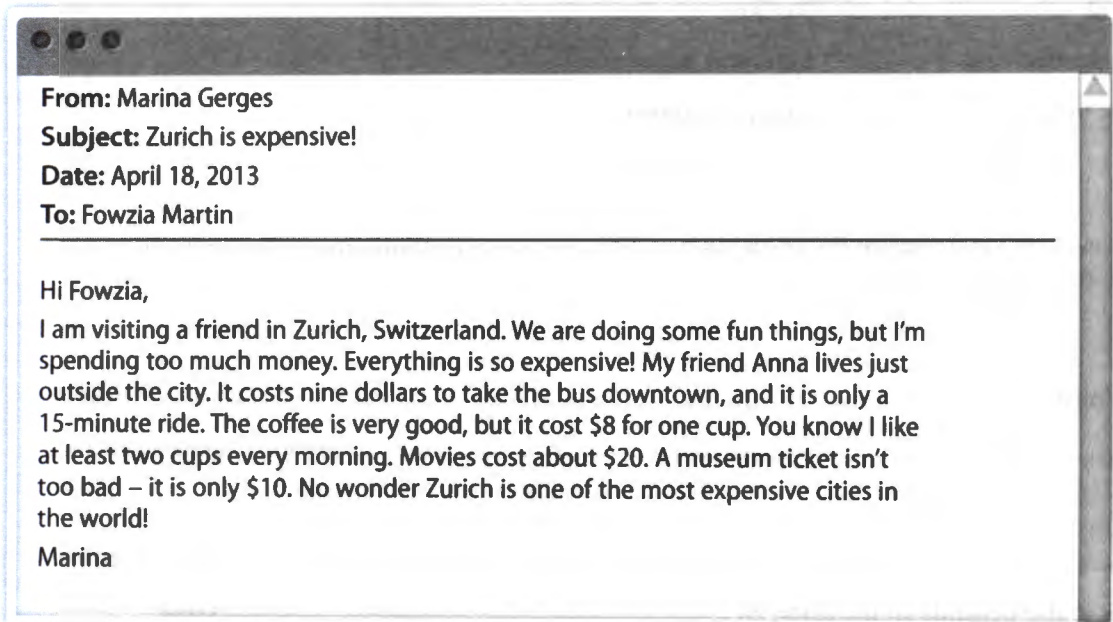 From: Marina Gerges
Subject: Zurich is expensive!
Date: April 18, 2013
To: Fowzia Martin
Hi Fowzia,
I am visiting a friend in Zurich, Switzerland. We are doing some fun things, but I'm
spending too much money. Everything is so expensive! My friend Anna lives just
outside the city. It costs nine dollars to take the bus downtown, and it is only a
15-minute ride. The coffee is very good, but it cost $8 for one cup. You know I like
at least two cups every morning. Movies cost about $20. A museum ticket isn't
too bad – it is only $10. No wonder Zurich is one of the most expensive cities in
the world!
Marina